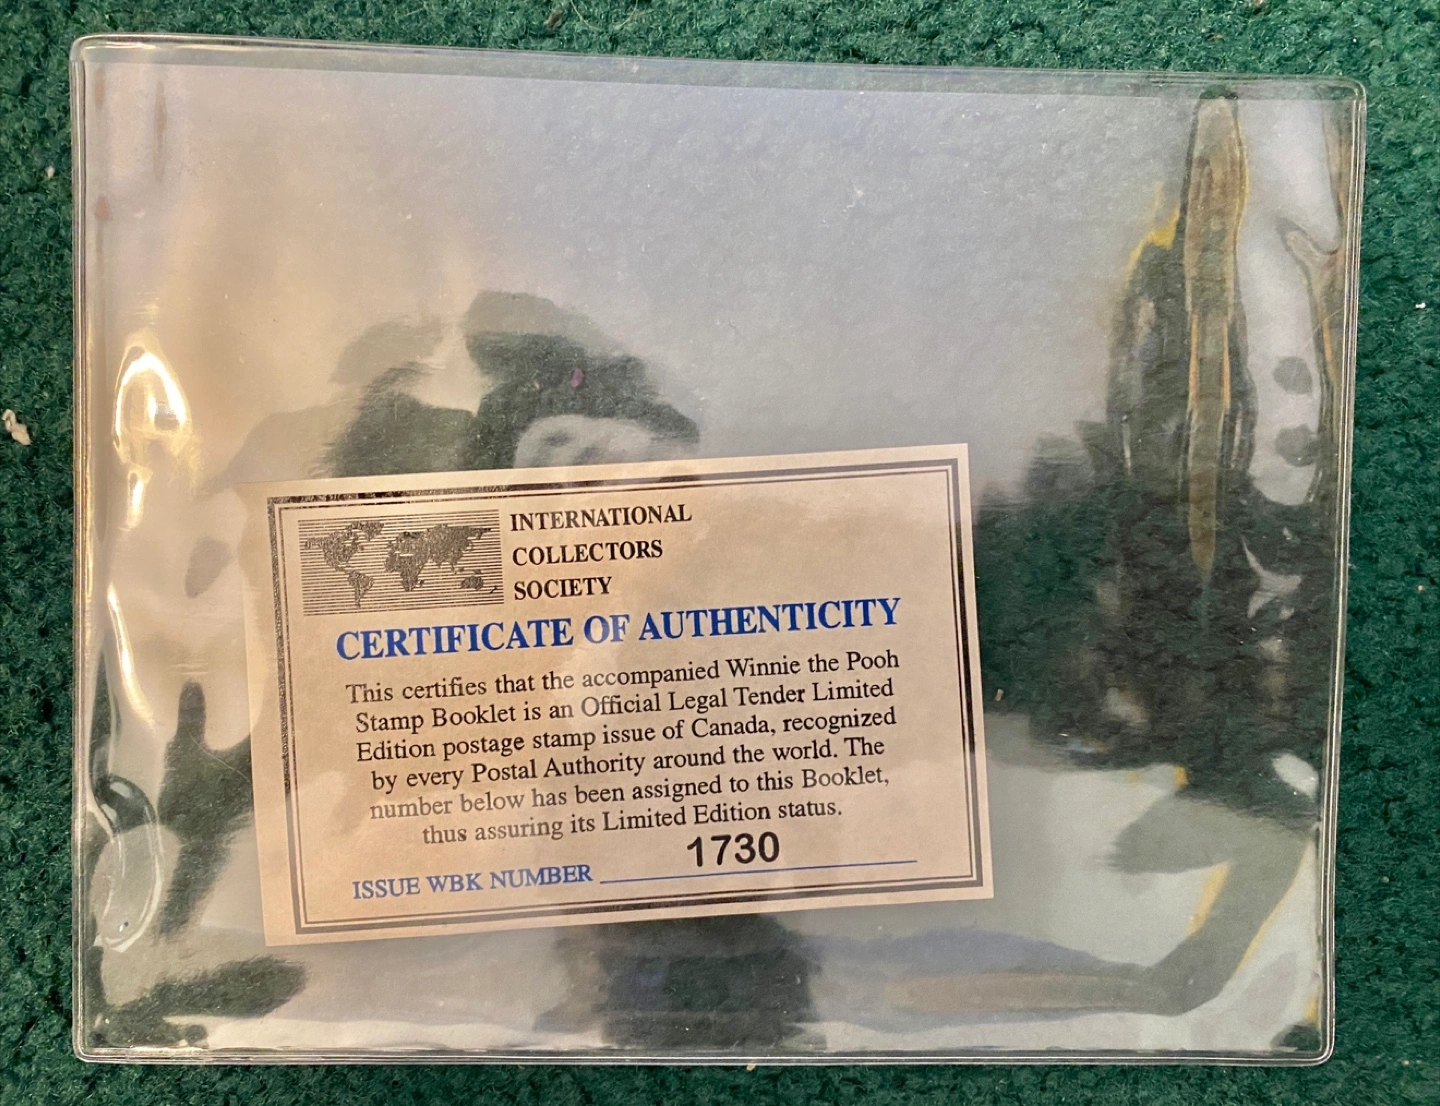 INTERNATIONAL
COLLECTORS
SOCIETY
CERTIFICATE OF AUTHENTICITY
This certifies that the accompanied Winnie the Pooh
Stamp Booklet is an Official Legal Tender Limited
Edition postage stamp issue of Canada, recognized
by every Postal Authority around the world. The
number below has been assigned to this Booklet,
thus assuring its Limited Edition status.
ISSUE WBK NUMBER 1730